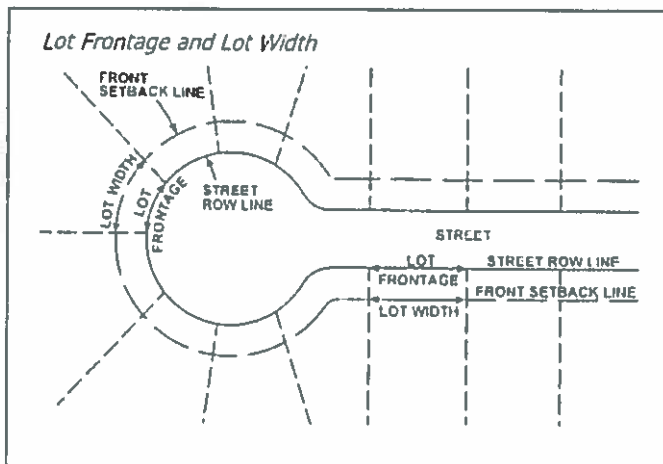 Lot Frontage and Lot Width
FRONT
SETBACK LINE
LOT WIDTH
LOT
FRONTAGE
STREET
ROW LINE
STREET
LOT
FRONTAGE
STREET ROW LINE
LOT WIDTH
FRONT SETBACK LINE